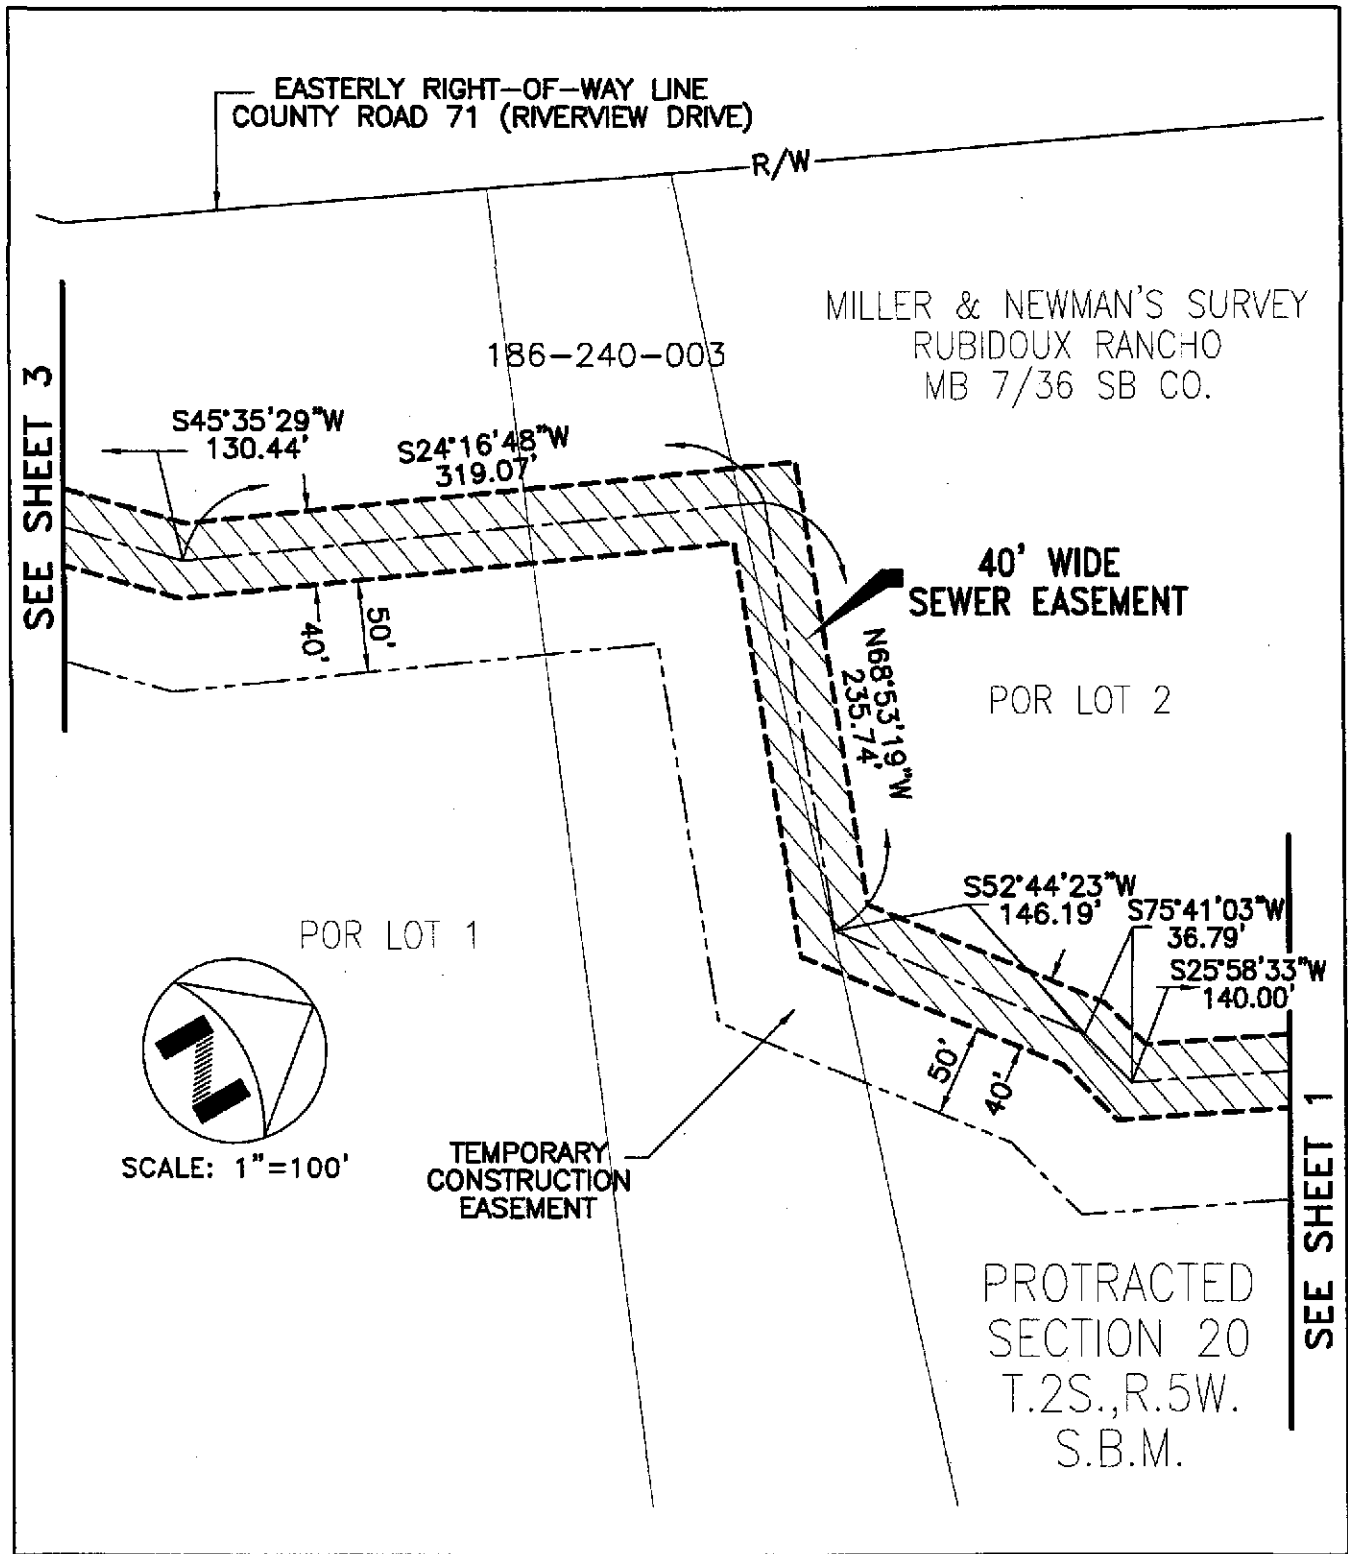 EASTERLY RIGHT-OF-WAY LINE
COUNTY ROAD 71 (RIVERVIEW DRIVE)
R/W
MILLER & NEWMAN'S SURVEY
RUBIDOUX RANCHO
MB 7/36 SB CO.
186-240-003
SEE SHEET 3
S45°35'29"W
130.44'
S24°16'48"W
319.07'
40' WIDE
SEWER EASEMENT
40'
50'
N68°53'19"W
235.74'
POR LOT 2
POR LOT 1
S52°44'23"W
146.19'
S75°41'03"W
36.79'
S25°58'33"W
140.00'
50'
40'
SCALE: 1"=100'
TEMPORARY
CONSTRUCTION
EASEMENT
SEE SHEET 1
PROTRACTED
SECTION 20
T.2S.,R.5W.
S.B.M.